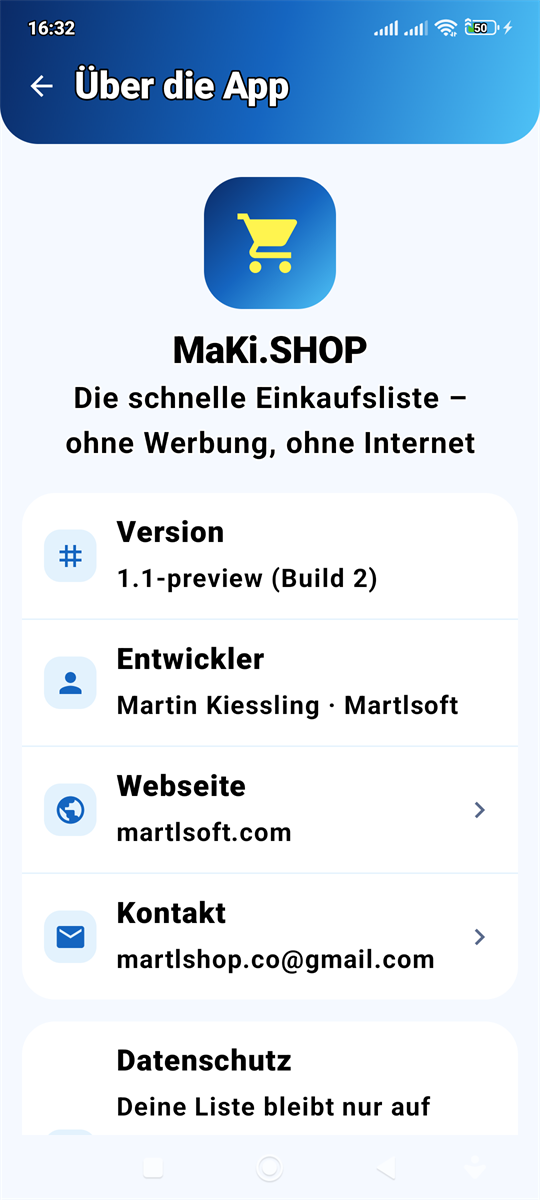 16:32
50
Über die App
MaKi.SHOP
Die schnelle Einkaufsliste –
ohne Werbung, ohne Internet
Version
1.1-preview (Build 2)
Entwickler
Martin Kiessling · Martlsoft
Webseite
martlsoft.com
Kontakt
martlshop.co@gmail.com
Datenschutz
Deine Liste bleibt nur auf